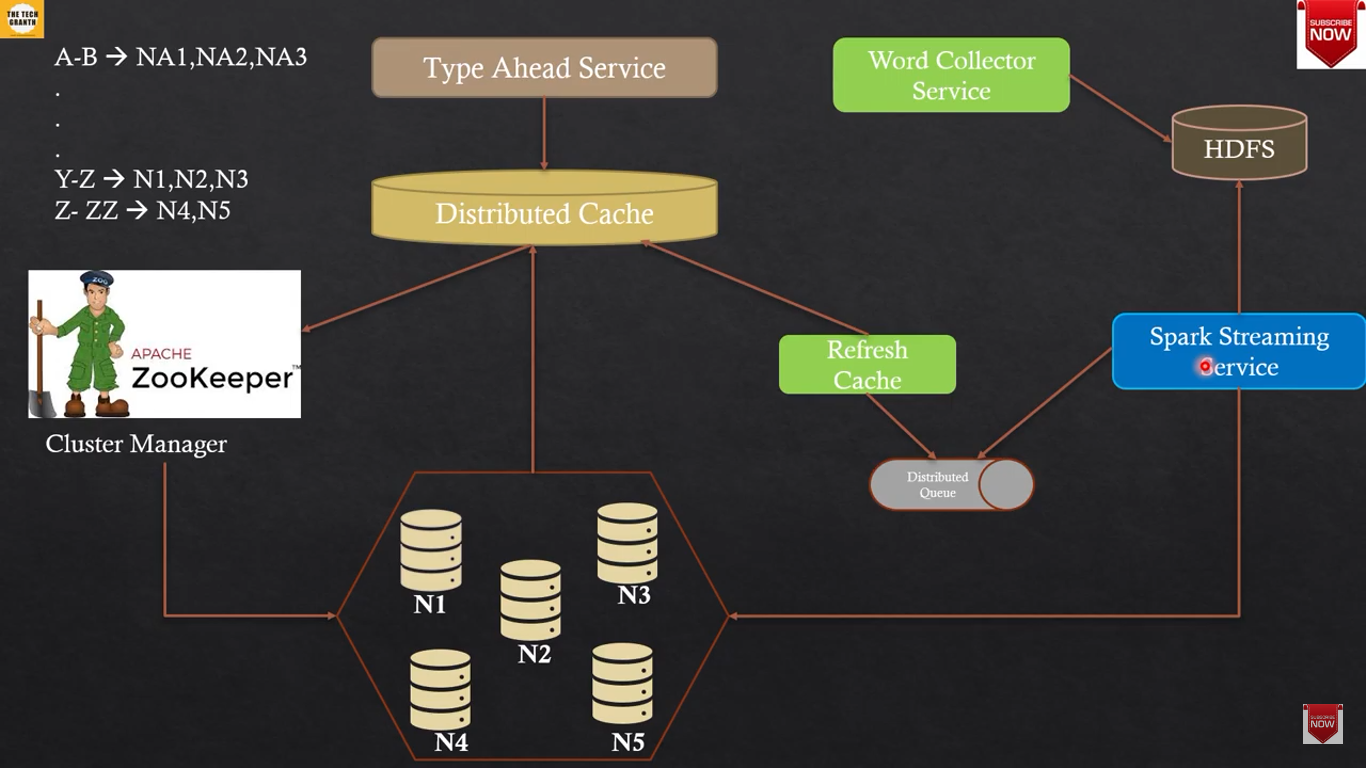 THE TECH
GRANTH
SUBSCRIBE
NOW
A-B → NA1,NA2,NA3
.
.
.
Y-Z → N1,N2,N3
Z- ZZ → N4,N5
Type Ahead Service
Word Collector
Service
HDFS
Distributed Cache
ZOO
APACHE
ZooKeeper™
Cluster Manager
Refresh
Cache
Spark Streaming
Service
Distributed
Queue
N1
N3
N2
N4
N5
SUBSCRIBE
NOW